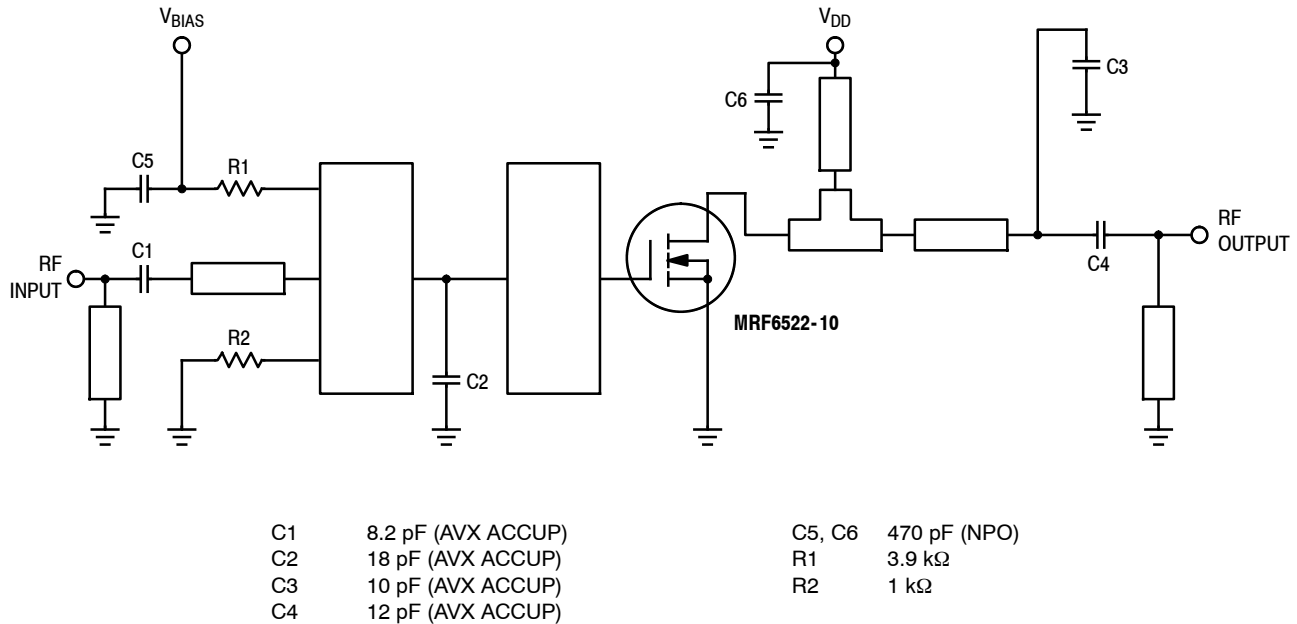 V_BIAS
V_DD
C3
C6
C5
R1
RF
INPUT
C1
RF
OUTPUT
C4
MRF6522-10
R2
C2
C1 8.2 pF (AVX ACCUP)
C2 18 pF (AVX ACCUP)
C3 10 pF (AVX ACCUP)
C4 12 pF (AVX ACCUP)
C5, C6 470 pF (NPO)
R1 3.9 kΩ
R2 1 kΩ